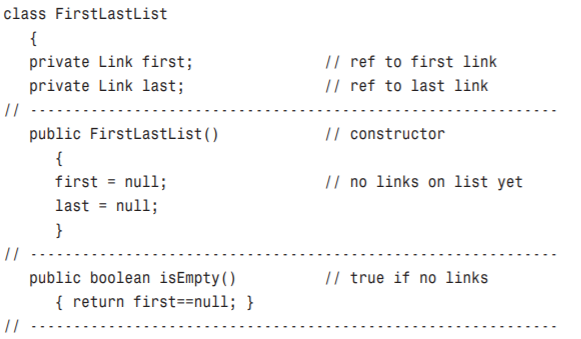 class FirstLastList
{
private Link first; // ref to first link
private Link last; // ref to last link
// -------------------------------------------------------------
public FirstLastList() // constructor
{
first = null; // no links on list yet
last = null;
}
// -------------------------------------------------------------
public boolean isEmpty() // true if no links
{ return first==null; }
// -------------------------------------------------------------